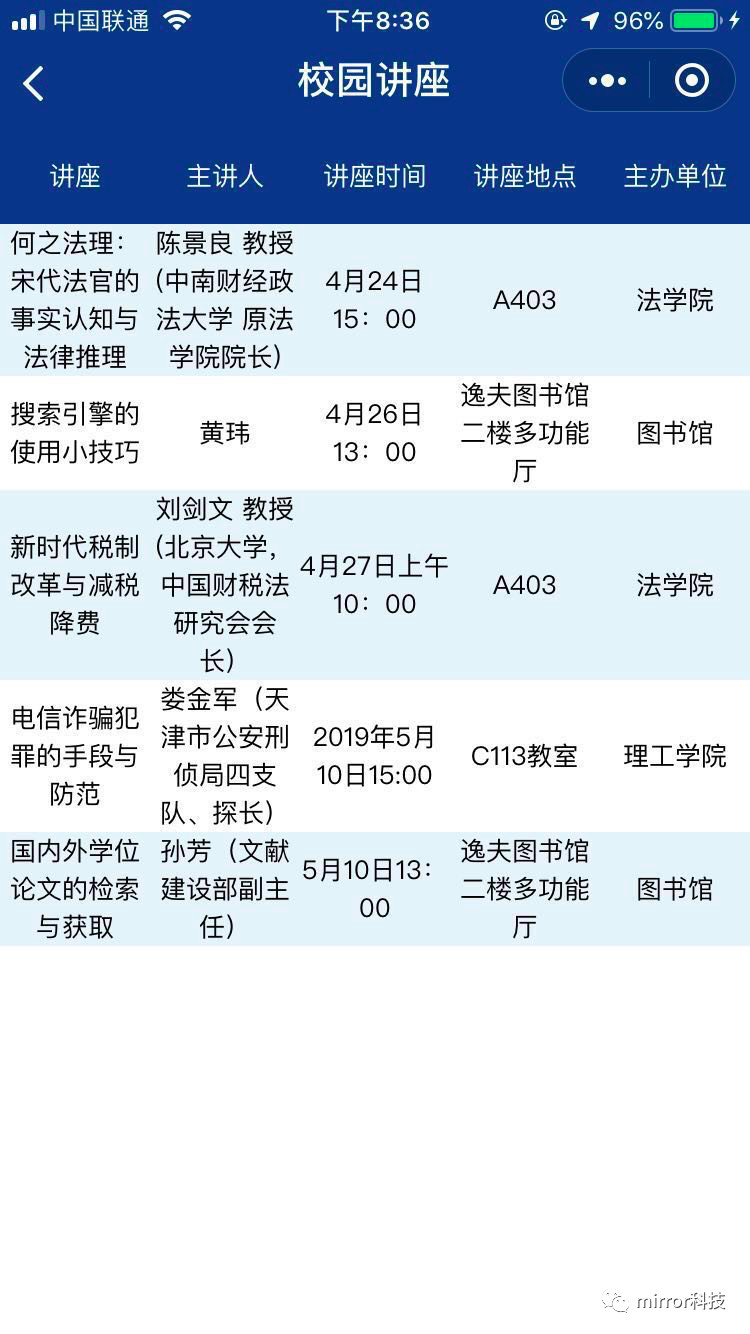 中国联通 下午8:36 96%
校园讲座
讲座 主讲人 讲座时间 讲座地点 主办单位
何之法理：
宋代法官的
事实认知与
法律推理
陈景良 教授
(中南财经政
法大学 原法
学院院长）
4月24日
15：00
A403
法学院
搜索引擎的
使用小技巧
黄玮
4月26日
13：00
逸夫图书馆
二楼多功能
厅
图书馆
新时代税制
改革与减税
降费
刘剑文 教授
(北京大学，
中国财税法
研究会会
长）
4月27日上午
10：00
A403
法学院
电信诈骗犯
罪的手段与
防范
娄金军（天
津市公安刑
侦局四支
队、探长）
2019年5月
10日15:00
C113教室
理工学院
国内外学位
论文的检索
与获取
孙芳（文献
建设部副主
任）
5月10日13：
00
逸夫图书馆
二楼多功能
厅
图书馆
mirror科技